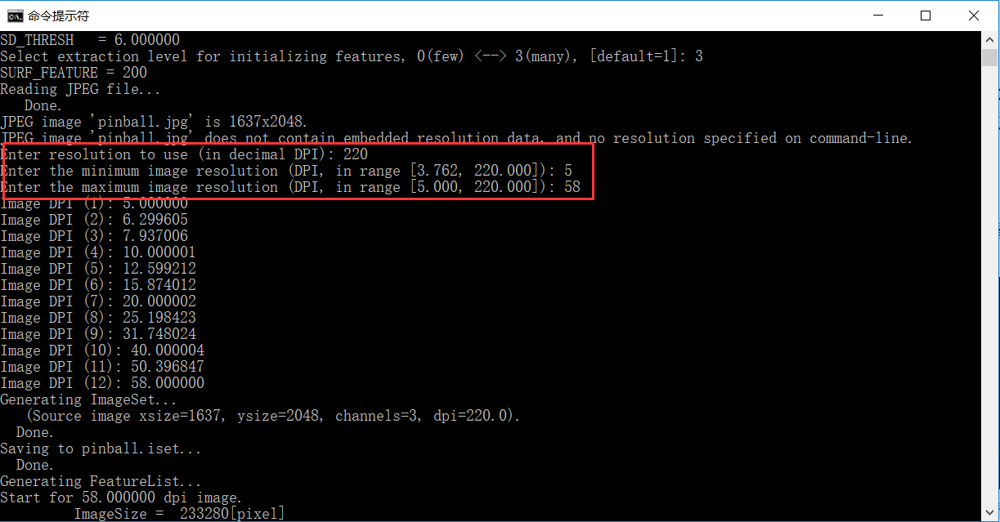 命令提示符
SD_THRESH   = 6.000000
Select extraction level for initializing features, 0(few) <--> 3(many), [default=1]: 3
SURF_FEATURE = 200
Reading JPEG file...
   Done.
JPEG image 'pinball.jpg' is 1637x2048.
JPEG image 'pinball.jpg' does not contain embedded resolution data, and no resolution specified on command-line.
Enter resolution to use (in decimal DPI): 220
Enter the minimum image resolution (DPI, in range [3.762, 220.000]): 5
Enter the maximum image resolution (DPI, in range [5.000, 220.000]): 58
Image DPI (1): 5.000000
Image DPI (2): 6.299605
Image DPI (3): 7.937006
Image DPI (4): 10.000001
Image DPI (5): 12.599212
Image DPI (6): 15.874012
Image DPI (7): 20.000002
Image DPI (8): 25.198423
Image DPI (9): 31.748024
Image DPI (10): 40.000004
Image DPI (11): 50.396847
Image DPI (12): 58.000000
Generating ImageSet...
   (Source image xsize=1637, ysize=2048, channels=3, dpi=220.0).
  Done.
Saving to pinball.iset...
  Done.
Generating FeatureList...
Start for 58.000000 dpi image.
         ImageSize =  233280[pixel]